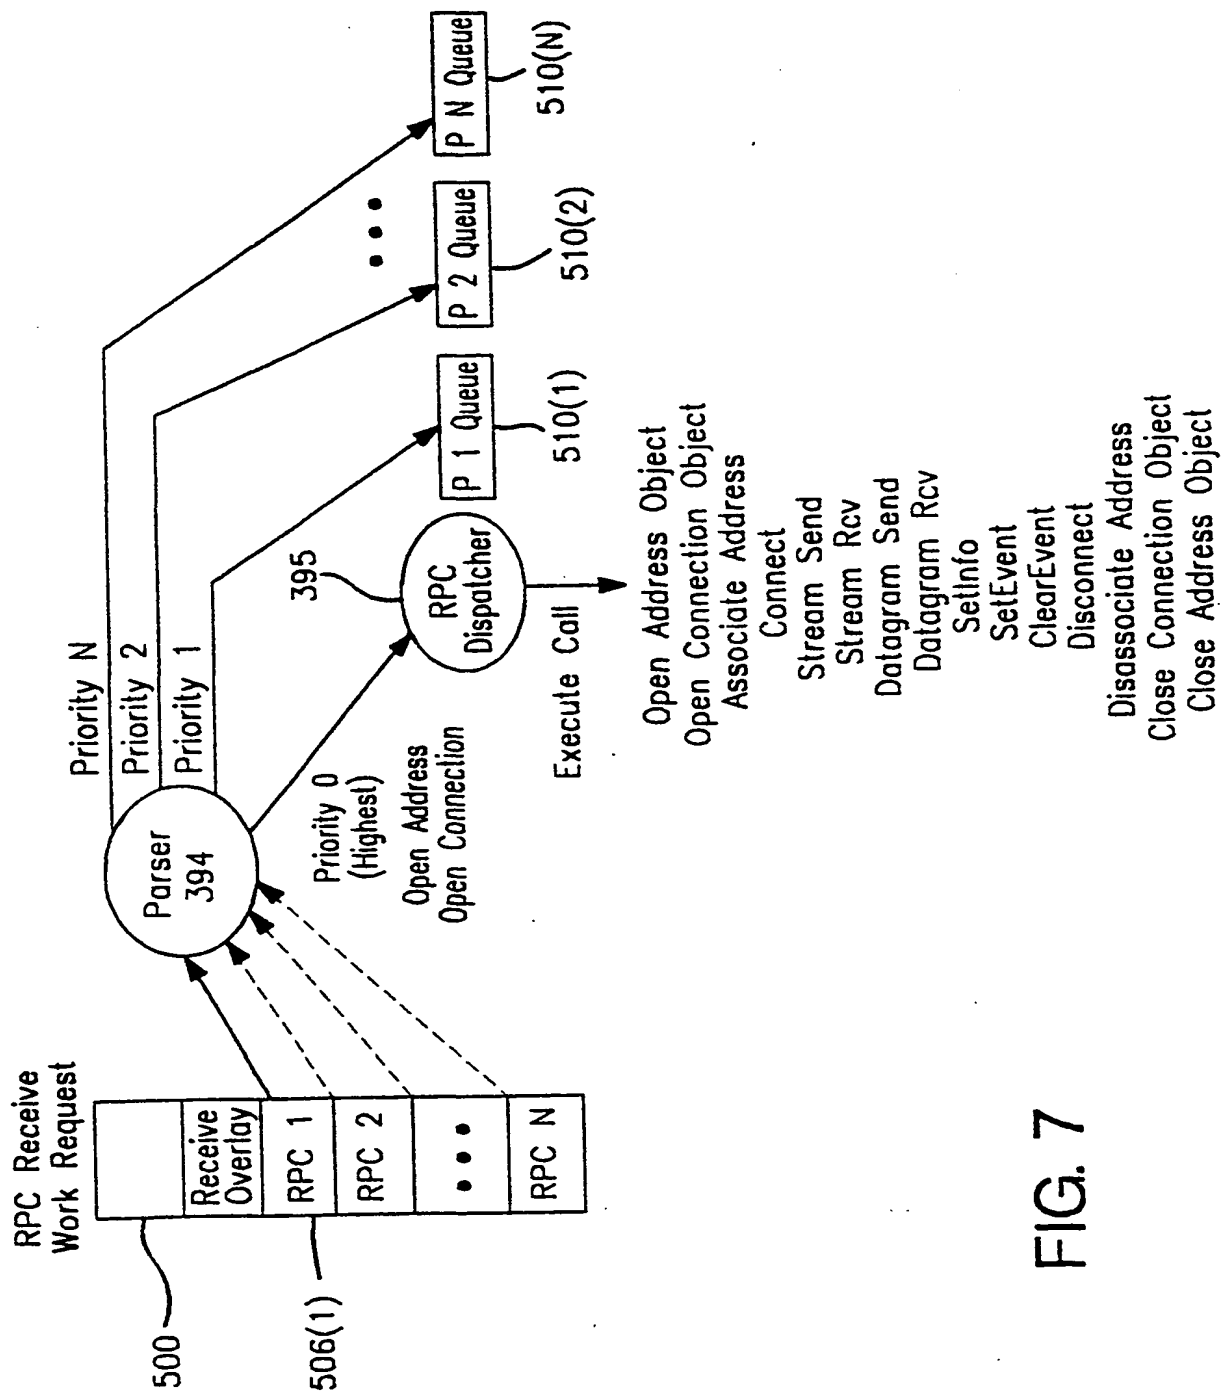 RPC Receive
Work Request
500
506(1)
Receive
Overlay
RPC 1
RPC 2
•••
RPC N
Parser
394
Priority N
Priority 2
Priority 1
Priority 0
(Highest)
Open Address
Open Connection
395
RPC
Dispatcher
P 1 Queue
510(1)
P 2 Queue
510(2)
•••
P N Queue
510(N)
Execute Call
Open Address Object
Open Connection Object
Associate Address
Connect
Stream Send
Stream Rcv
Datagram Send
Datagram Rcv
SetInfo
SetEvent
ClearEvent
Disconnect
Disassociate Address
Close Connection Object
Close Address Object
FIG. 7